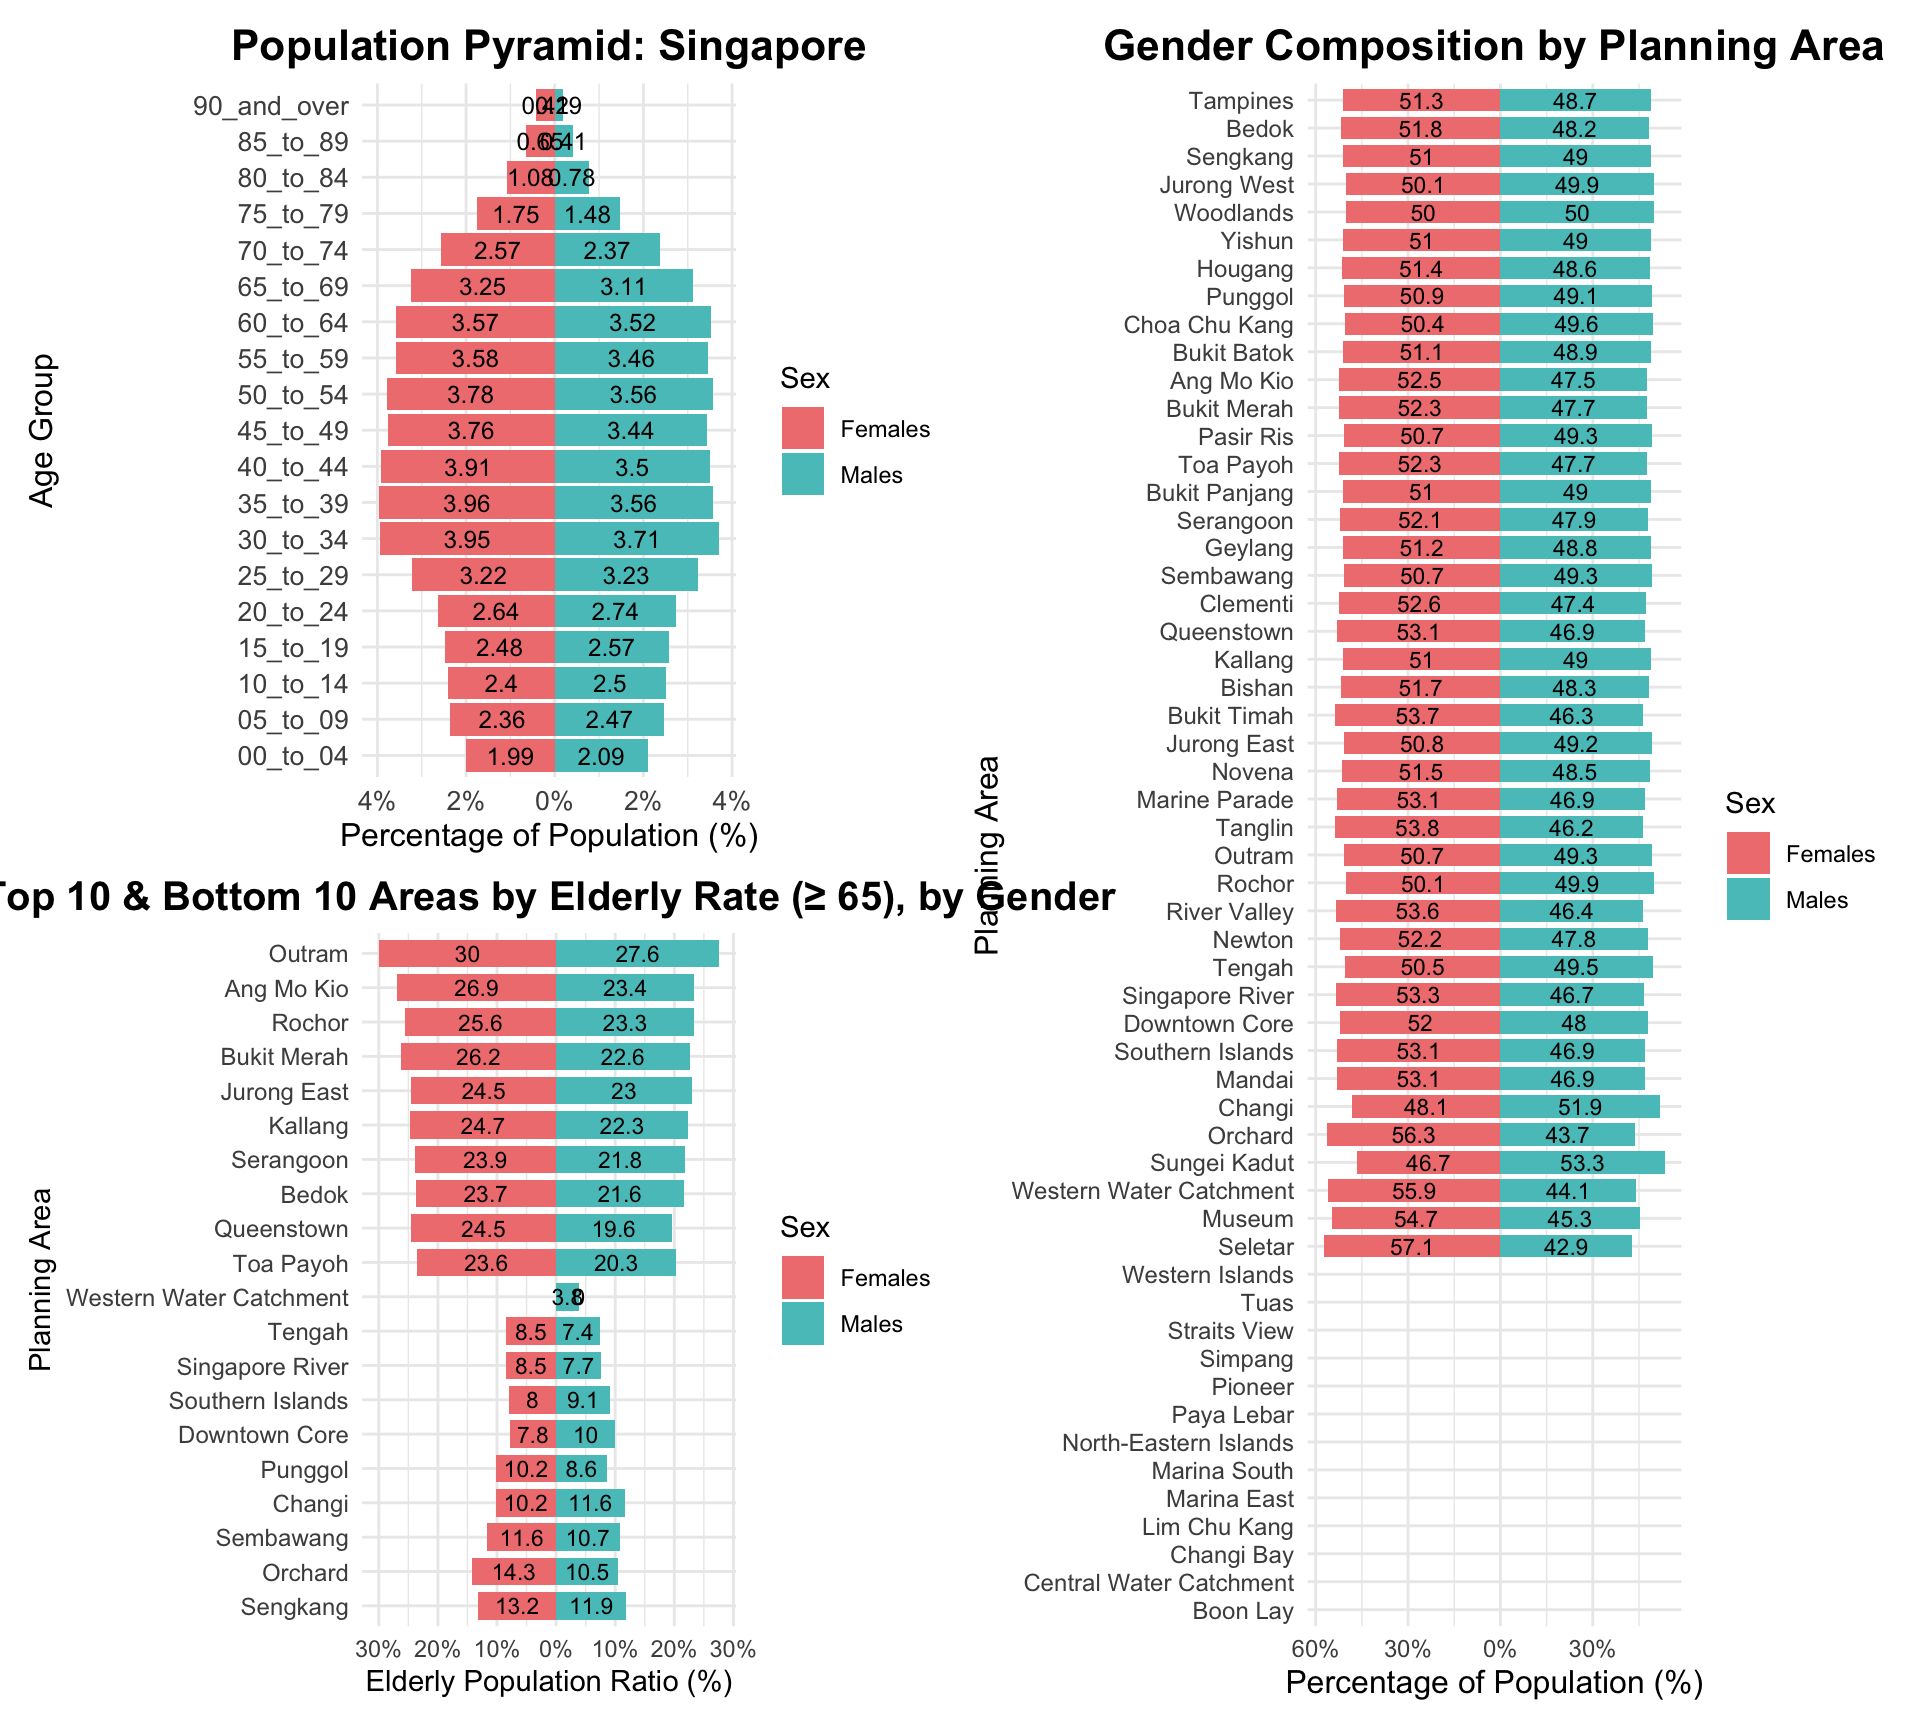 Population Pyramid: Singapore
Age Group
90_and_over 0.42 0.19
85_to_89 0.65 0.41
80_to_84 1.08 0.78
75_to_79 1.75 1.48
70_to_74 2.57 2.37
65_to_69 3.25 3.11
60_to_64 3.57 3.52
55_to_59 3.58 3.46
50_to_54 3.78 3.56
45_to_49 3.76 3.44
40_to_44 3.91 3.5
35_to_39 3.96 3.56
30_to_34 3.95 3.71
25_to_29 3.22 3.23
20_to_24 2.64 2.74
15_to_19 2.48 2.57
10_to_14 2.4 2.5
05_to_09 2.36 2.47
00_to_04 1.99 2.09
4% 2% 0% 2% 4%
Percentage of Population (%)
Sex
Females
Males
Top 10 & Bottom 10 Areas by Elderly Rate (≥ 65), by Gender
Planning Area
Outram 30 27.6
Ang Mo Kio 26.9 23.4
Rochor 25.6 23.3
Bukit Merah 26.2 22.6
Jurong East 24.5 23
Kallang 24.7 22.3
Serangoon 23.9 21.8
Bedok 23.7 21.6
Queenstown 24.5 19.6
Toa Payoh 23.6 20.3
Western Water Catchment 3.8 0
Tengah 8.5 7.4
Singapore River 8.5 7.7
Southern Islands 8 9.1
Downtown Core 7.8 10
Punggol 10.2 8.6
Changi 10.2 11.6
Sembawang 11.6 10.7
Orchard 14.3 10.5
Sengkang 13.2 11.9
30% 20% 10% 0% 10% 20% 30%
Elderly Population Ratio (%)
Sex
Females
Males
Gender Composition by Planning Area
Planning Area
Tampines 51.3 48.7
Bedok 51.8 48.2
Sengkang 51 49
Jurong West 50.1 49.9
Woodlands 50 50
Yishun 51 49
Hougang 51.4 48.6
Punggol 50.9 49.1
Choa Chu Kang 50.4 49.6
Bukit Batok 51.1 48.9
Ang Mo Kio 52.5 47.5
Bukit Merah 52.3 47.7
Pasir Ris 50.7 49.3
Toa Payoh 52.3 47.7
Bukit Panjang 51 49
Serangoon 52.1 47.9
Geylang 51.2 48.8
Sembawang 50.7 49.3
Clementi 52.6 47.4
Queenstown 53.1 46.9
Kallang 51 49
Bishan 51.7 48.3
Bukit Timah 53.7 46.3
Jurong East 50.8 49.2
Novena 51.5 48.5
Marine Parade 53.1 46.9
Tanglin 53.8 46.2
Outram 50.7 49.3
Rochor 50.1 49.9
River Valley 53.6 46.4
Newton 52.2 47.8
Tengah 50.5 49.5
Singapore River 53.3 46.7
Downtown Core 52 48
Southern Islands 53.1 46.9
Mandai 53.1 46.9
Changi 48.1 51.9
Orchard 56.3 43.7
Sungei Kadut 46.7 53.3
Western Water Catchment 55.9 44.1
Museum 54.7 45.3
Seletar 57.1 42.9
Western Islands
Tuas
Straits View
Simpang
Pioneer
Paya Lebar
North-Eastern Islands
Marina South
Marina East
Lim Chu Kang
Changi Bay
Central Water Catchment
Boon Lay
60% 30% 0% 30%
Percentage of Population (%)
Sex
Females
Males